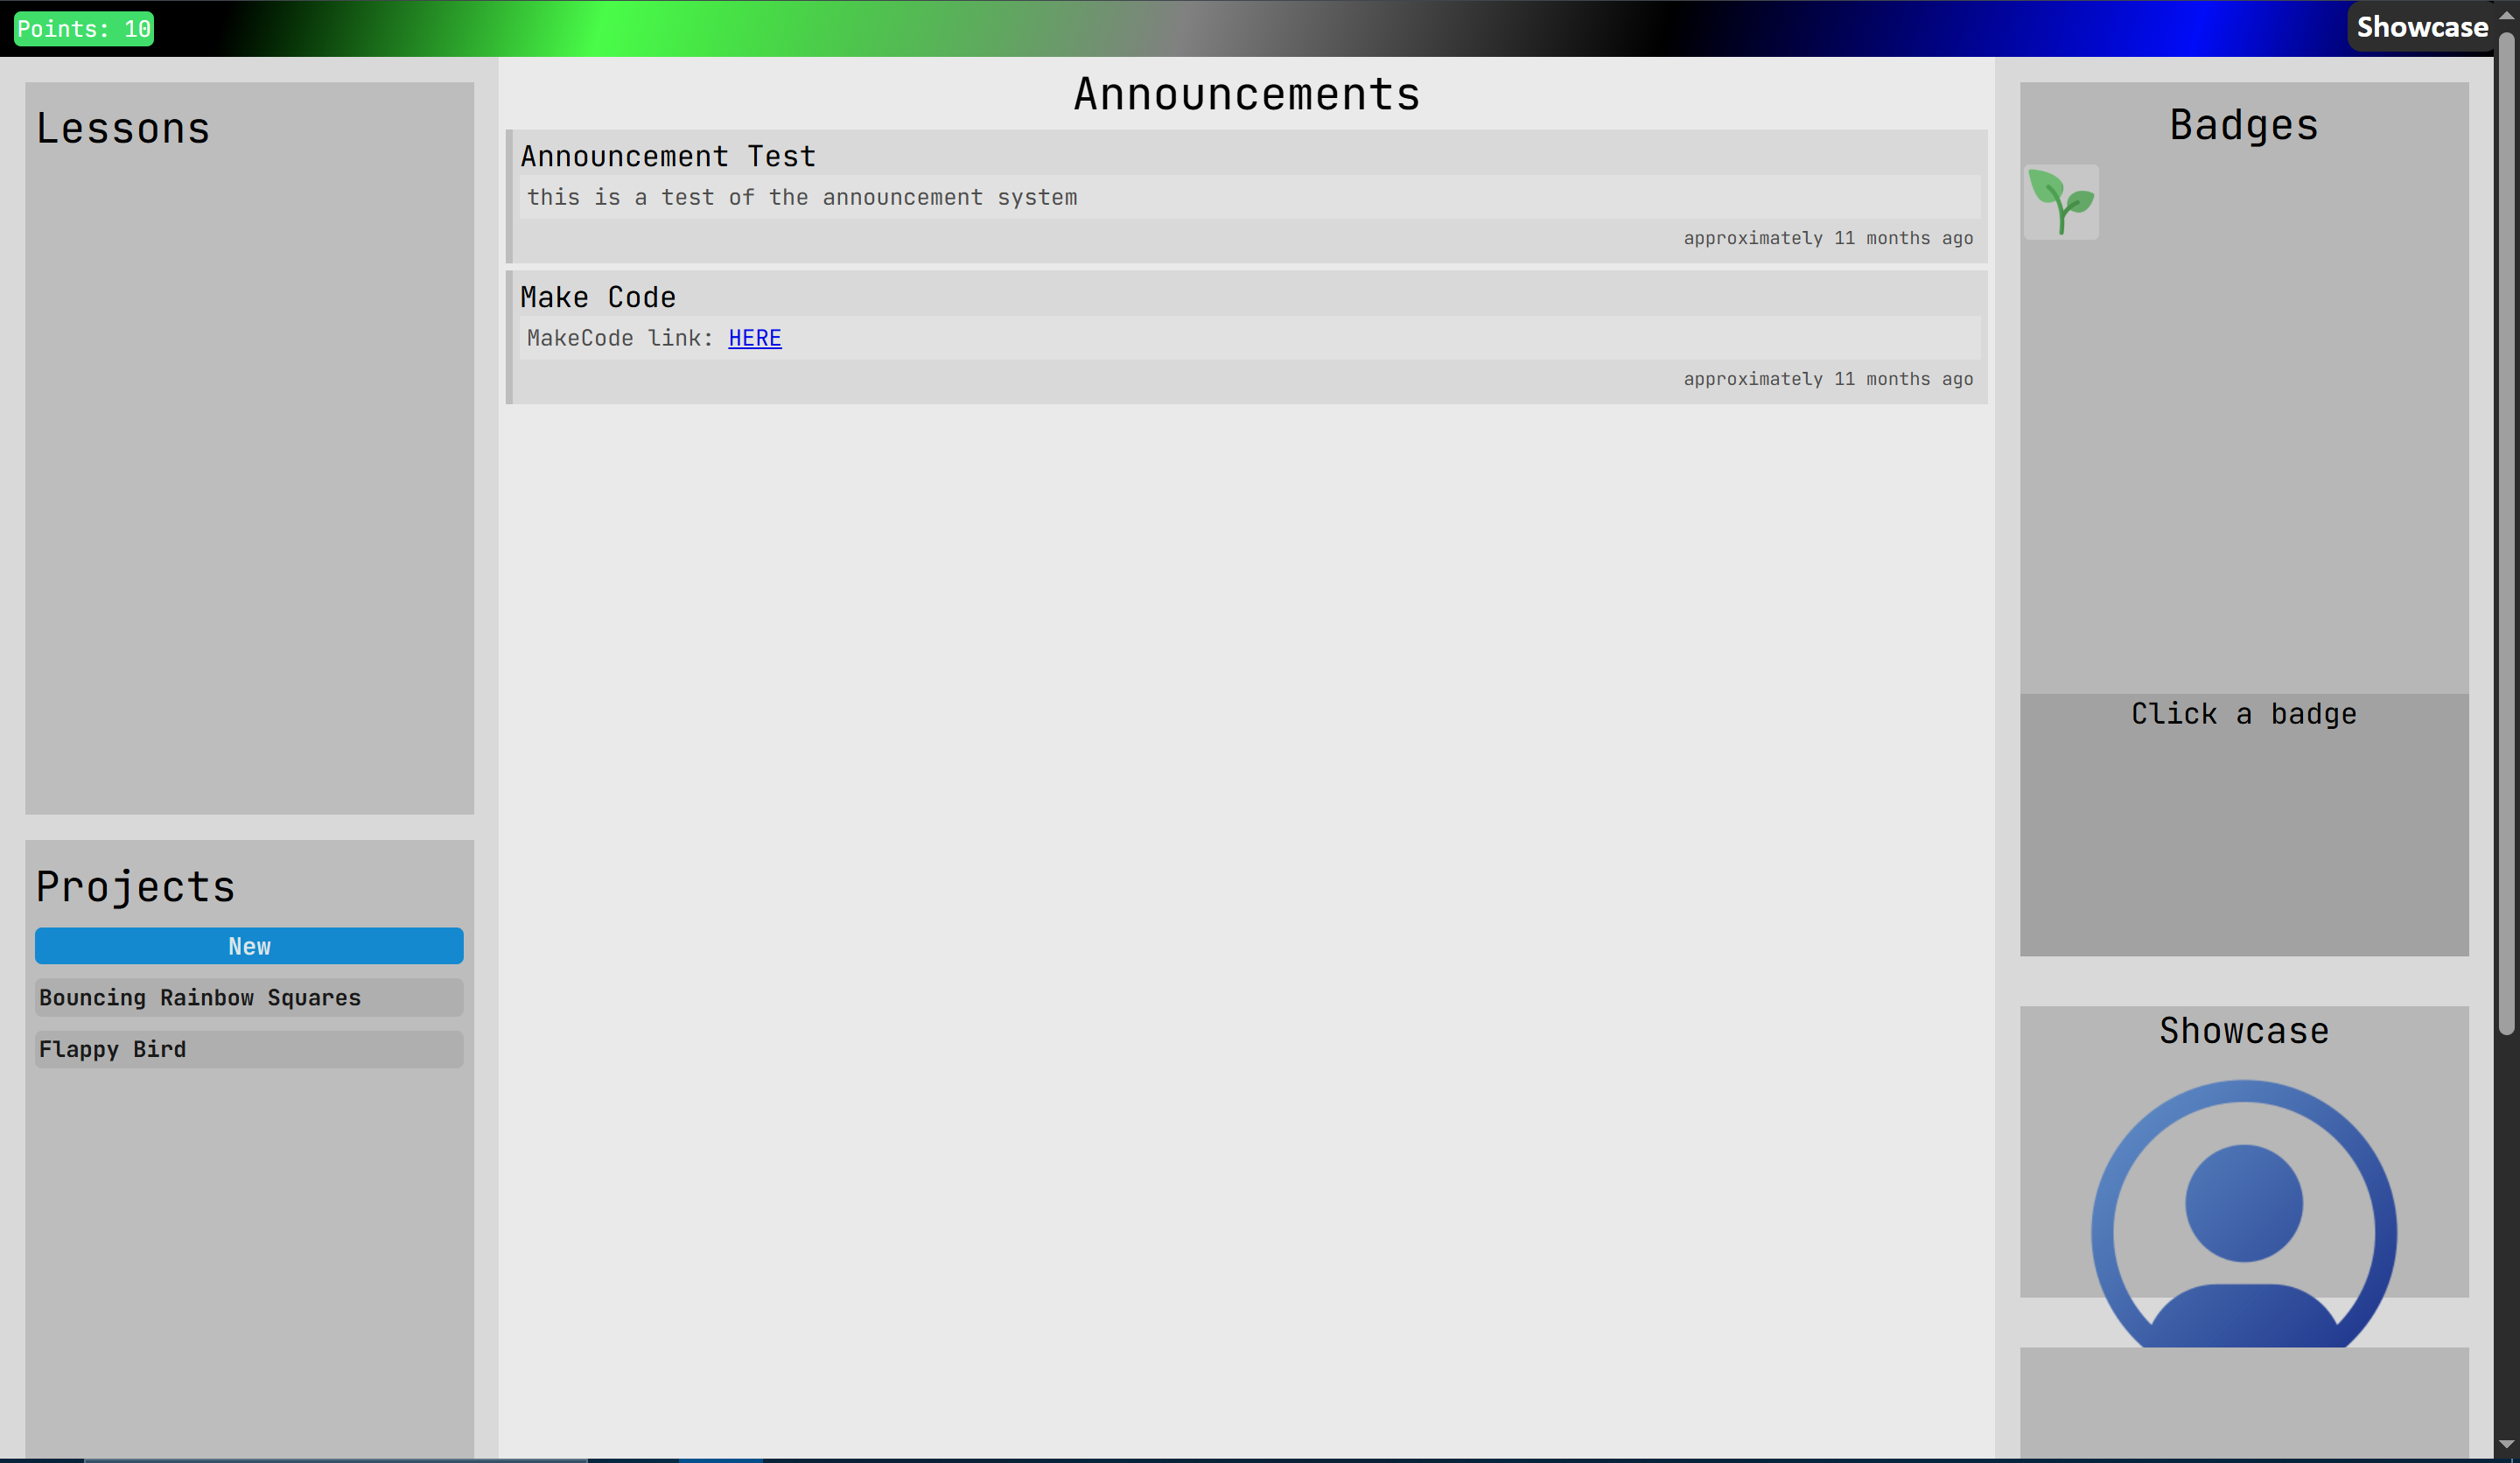 Points: 10
Showcase
Lessons
Projects
New
Bouncing Rainbow Squares
Flappy Bird
Announcements
Announcement Test
this is a test of the announcement system
approximately 11 months ago
Make Code
MakeCode link: HERE
approximately 11 months ago
Badges
Click a badge
Showcase